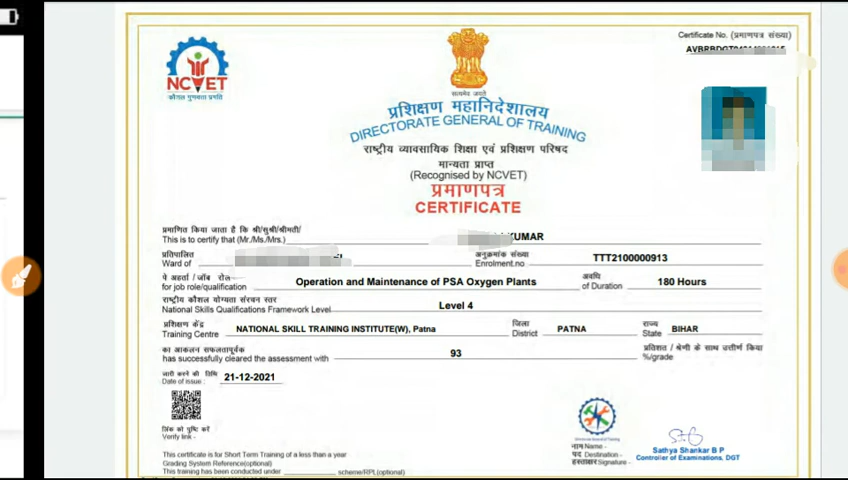 Certificate No. (प्रमाणपत्र संख्या)
NCVET
कौशल गुणवत्ता प्रगति
सत्यमेव जयते
प्रशिक्षण महानिदेशालय
DIRECTORATE GENERAL OF TRAINING
राष्ट्रीय व्यावसायिक शिक्षा एवं प्रशिक्षण परिषद
मान्यता प्राप्त
(Recognised by NCVET)
प्रमाणपत्र
CERTIFICATE
प्रमाणित किया जाता है कि श्री/सुश्री/श्रीमती/
This is to certify that (Mr./Ms./Mrs.) KUMAR
प्रतिपालित अनुक्रमांक संख्या
Ward of Enrolment.no TTT2100000913
ने अहर्ता / जॉब रोल अवधि
for job role/qualification Operation and Maintenance of PSA Oxygen Plants of Duration 180 Hours
राष्ट्रीय कौशल योग्यता संरचन स्तर
National Skills Qualifications Framework Level Level 4
प्रशिक्षण केंद्र जिला राज्य
Training Centre NATIONAL SKILL TRAINING INSTITUTE(W), Patna District PATNA State BIHAR
का आकलन सफलतापूर्वक प्रतिशत / श्रेणी के साथ उत्तीर्ण किया
has successfully cleared the assessment with 93 %/grade
जारी करने की तिथि
Date of issue : 21-12-2021
लिंक को पुष्टि करें
Verify link -
नाम Name -
पद Destination -
हस्ताक्षर Signature -
Sathya Shankar B P
Controller of Examinations, DGT
This certificate is for Short Term Training of a less than a year
Grading System Reference(optional)
This training has been conducted under scheme/RPL(optional)